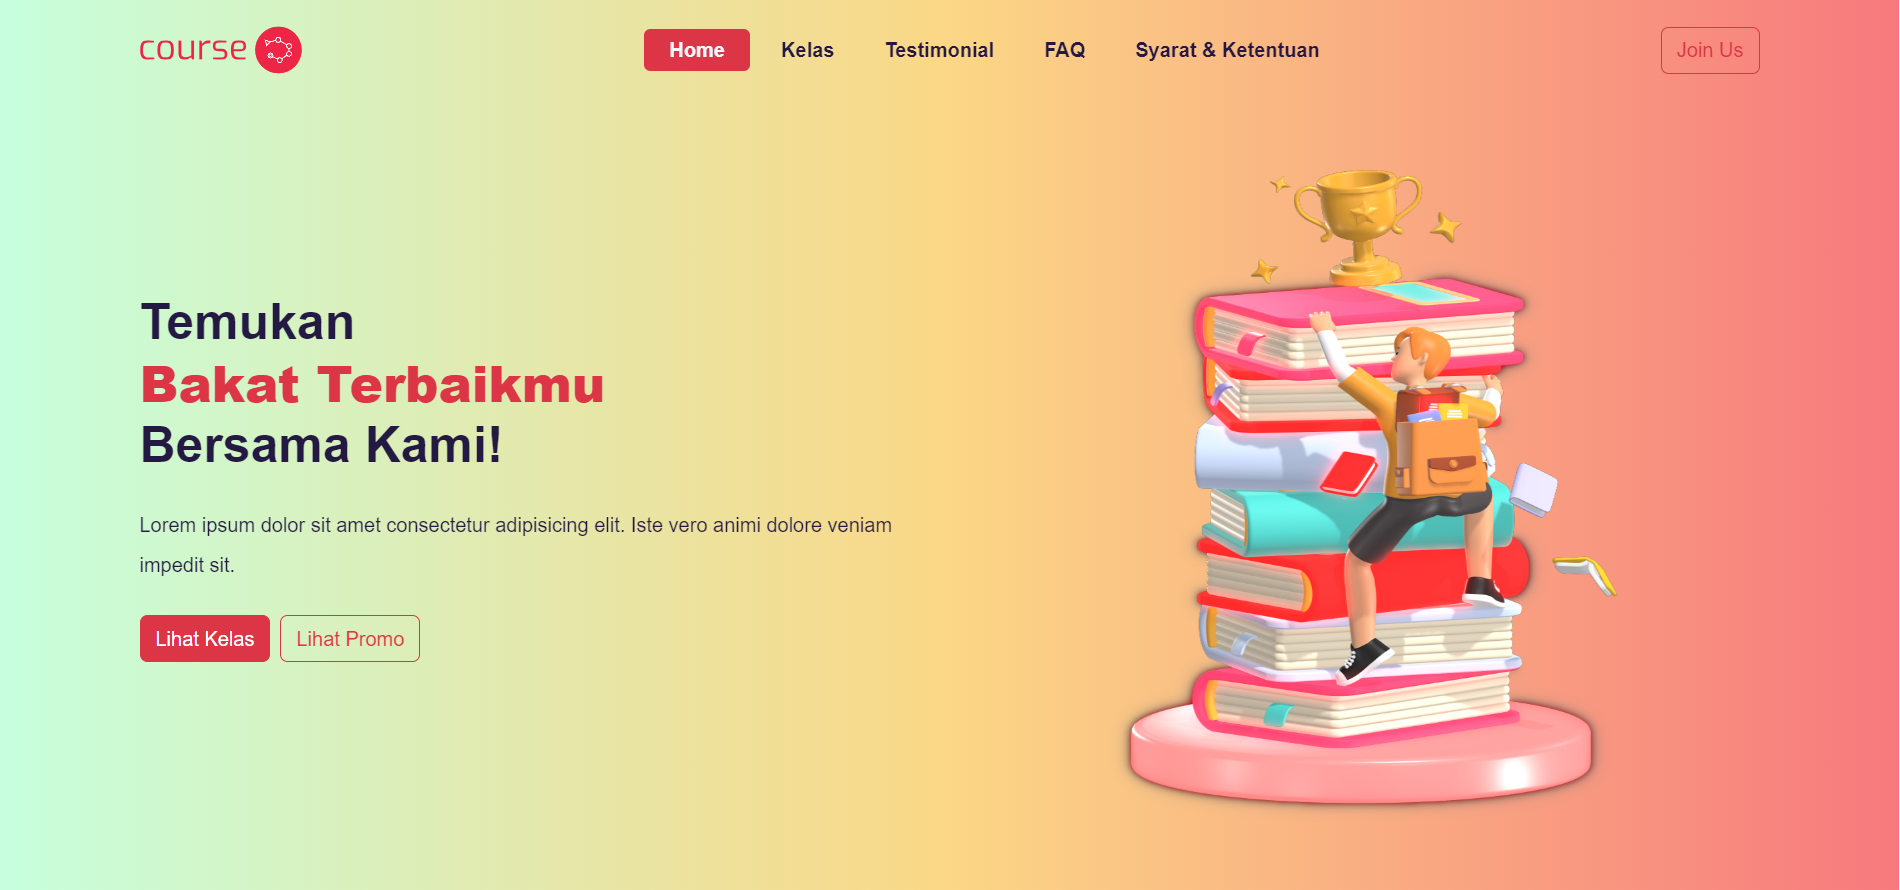 course
Home Kelas Testimonial FAQ Syarat & Ketentuan
Join Us
Temukan
Bakat Terbaikmu
Bersama Kami!
Lorem ipsum dolor sit amet consectetur adipisicing elit. Iste vero animi dolore veniam
impedit sit.
Lihat Kelas Lihat Promo